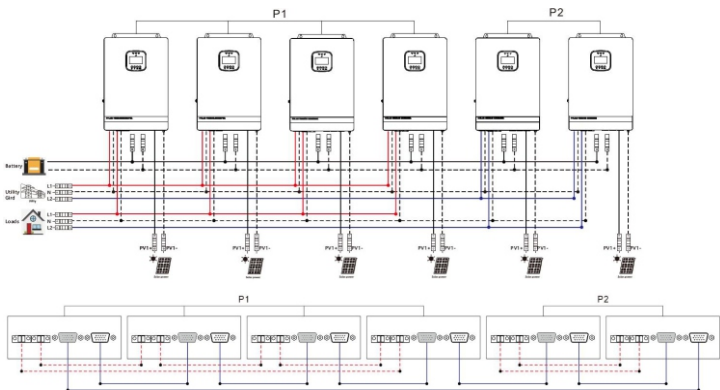 P1
P2
Battery
Utility
Gird
L1
N
L2
Loads
L1
N
L2
PV1+
PV1-
PV1+
PV1-
PV1+
PV1-
PV1+
PV1-
PV1+
PV1-
PV1+
PV1-
P1
P2